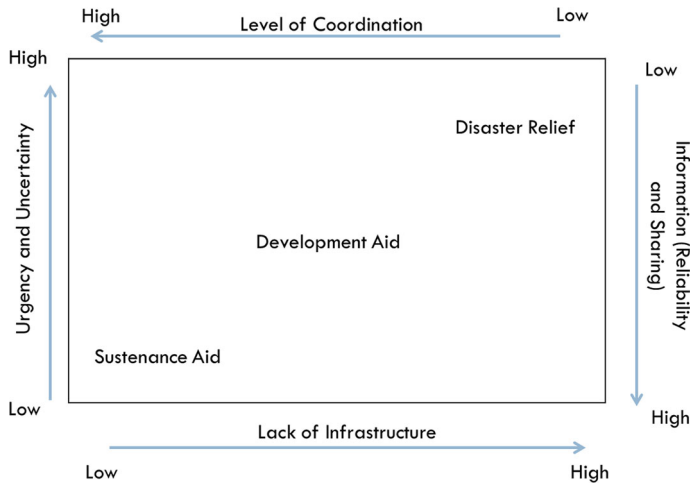 High
Level of Coordination
Low
High
Low
Disaster Relief
Urgency and Uncertainty
Information (Reliability
and Sharing)
Development Aid
Sustenance Aid
Low
High
Lack of Infrastructure
Low
High